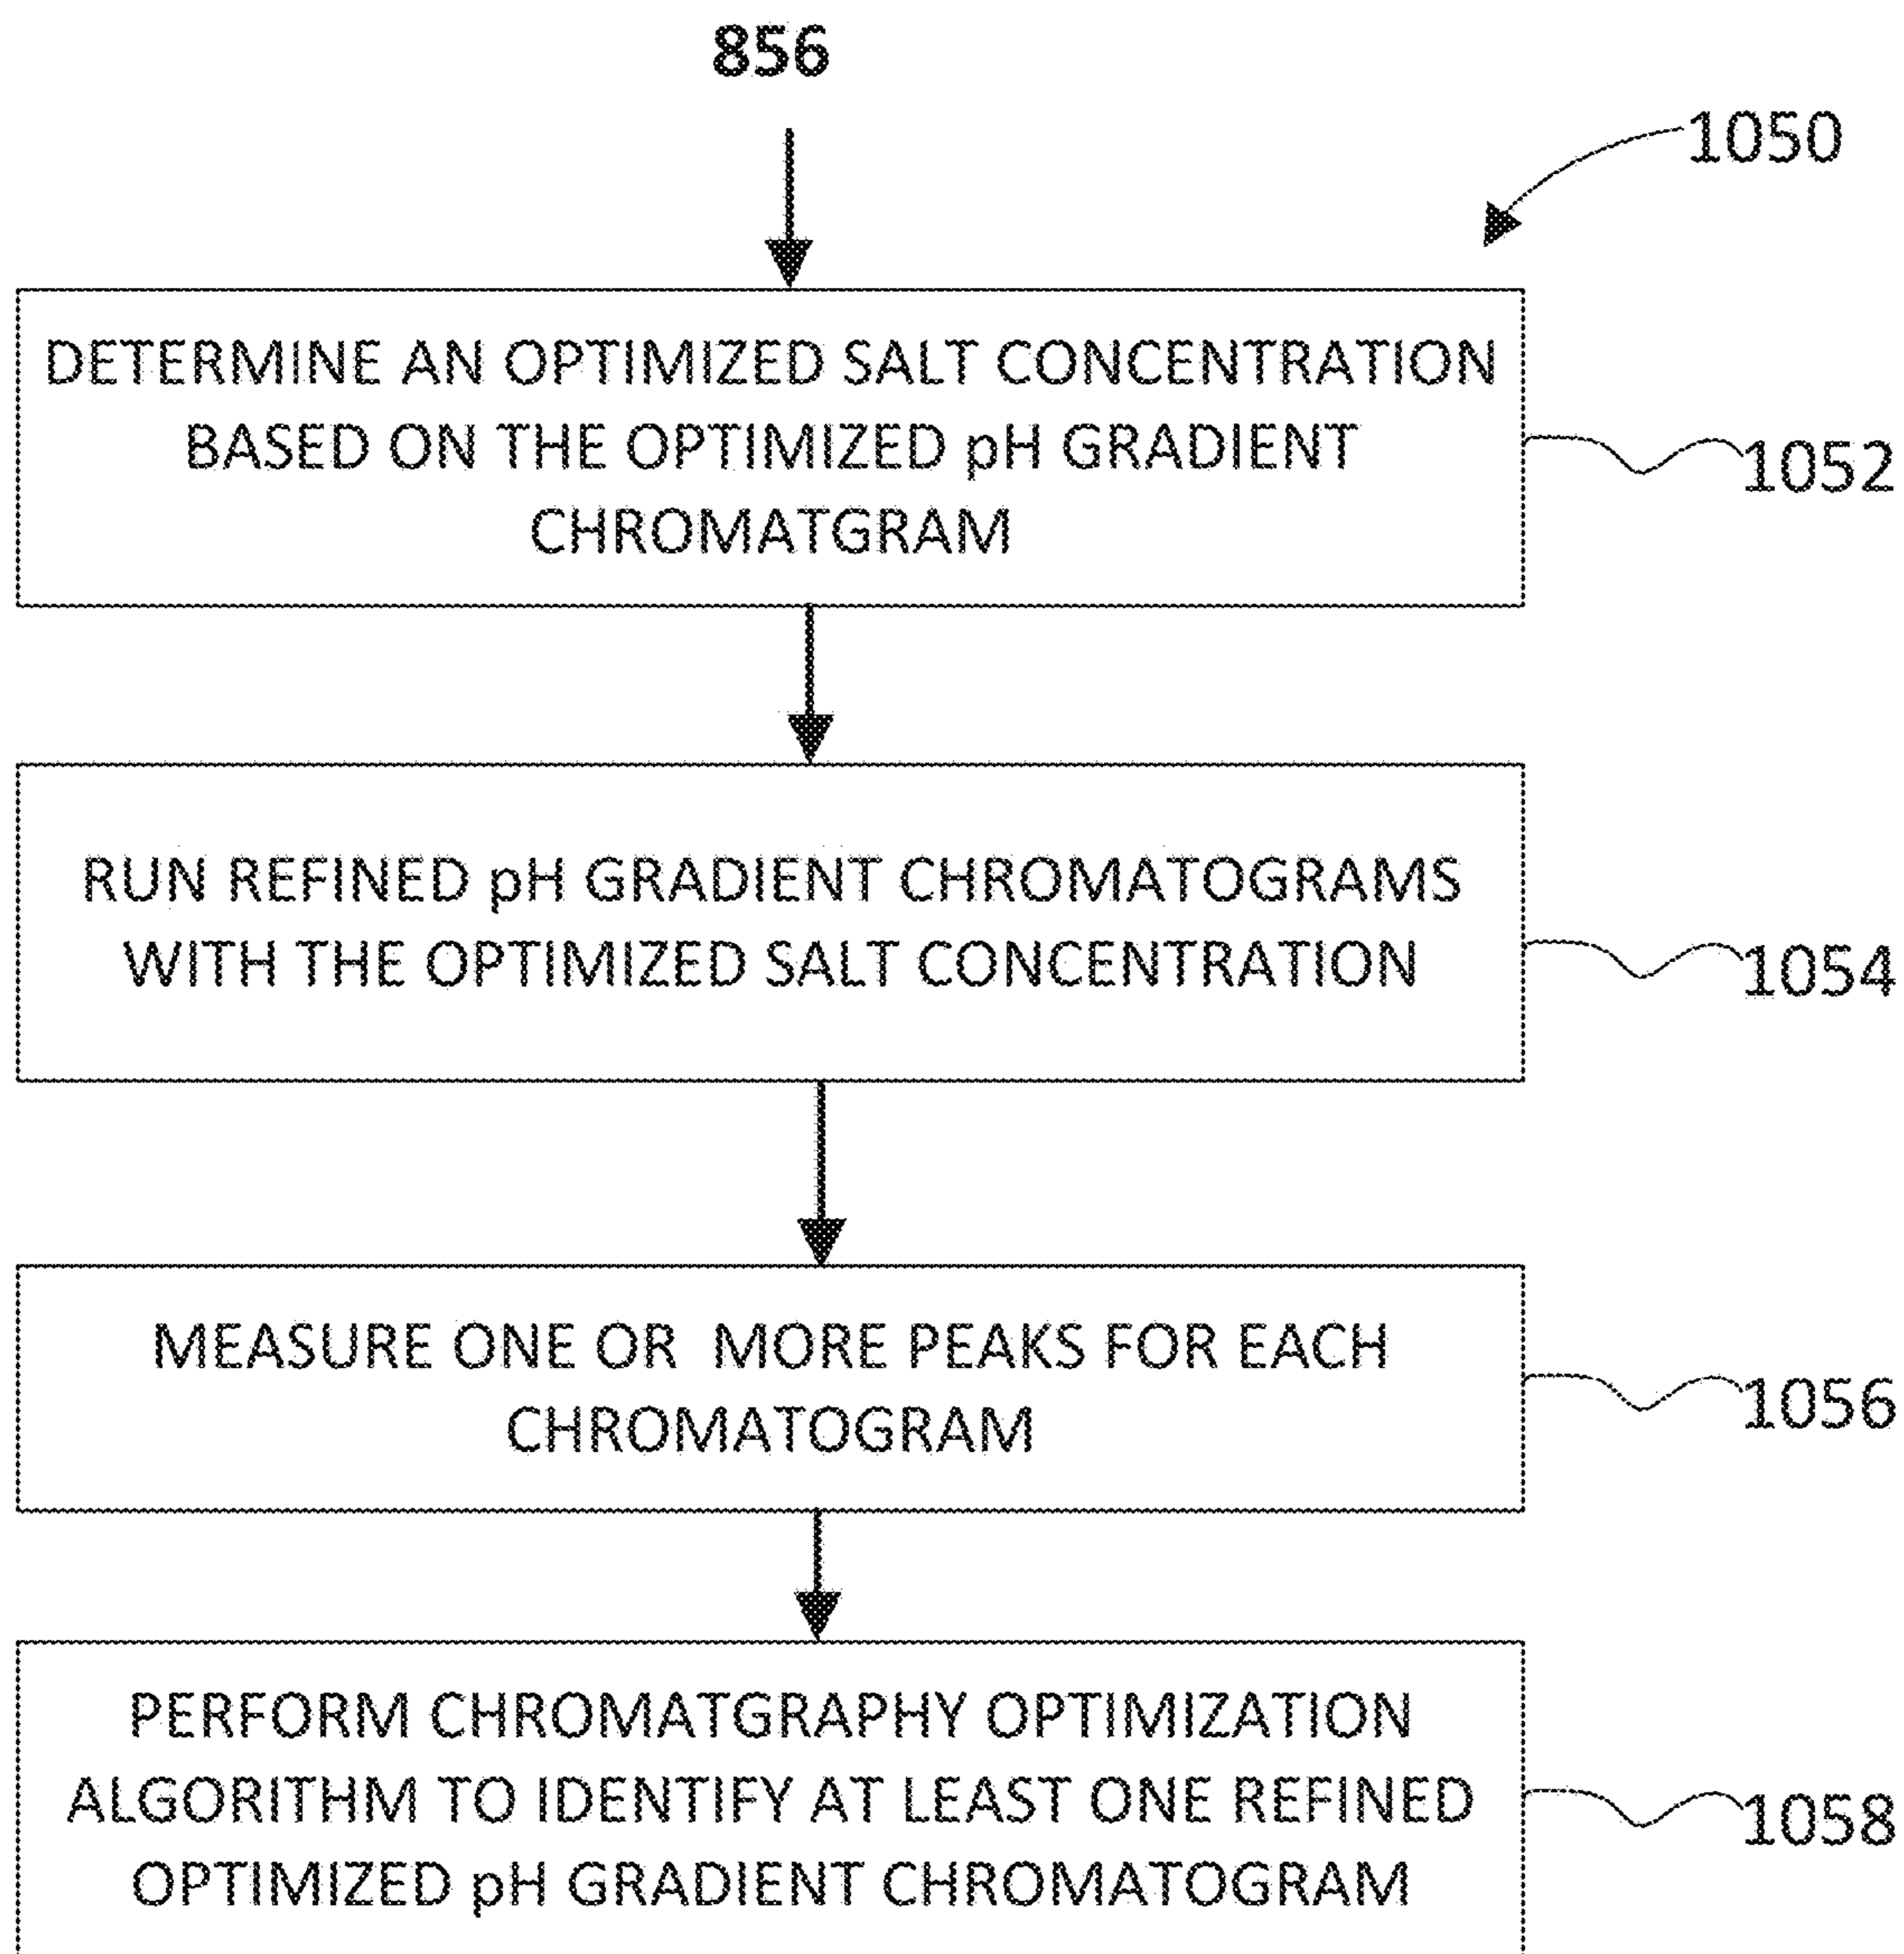 856
1050
DETERMINE AN OPTIMIZED SALT CONCENTRATION
BASED ON THE OPTIMIZED pH GRADIENT
CHROMATGRAM
1052
RUN REFINED pH GRADIENT CHROMATOGRAMS
WITH THE OPTIMIZED SALT CONCENTRATION
1054
MEASURE ONE OR MORE PEAKS FOR EACH
CHROMATOGRAM
1056
PERFORM CHROMATGRAPHY OPTIMIZATION
ALGORITHM TO IDENTIFY AT LEAST ONE REFINED
OPTIMIZED pH GRADIENT CHROMATOGRAM
1058